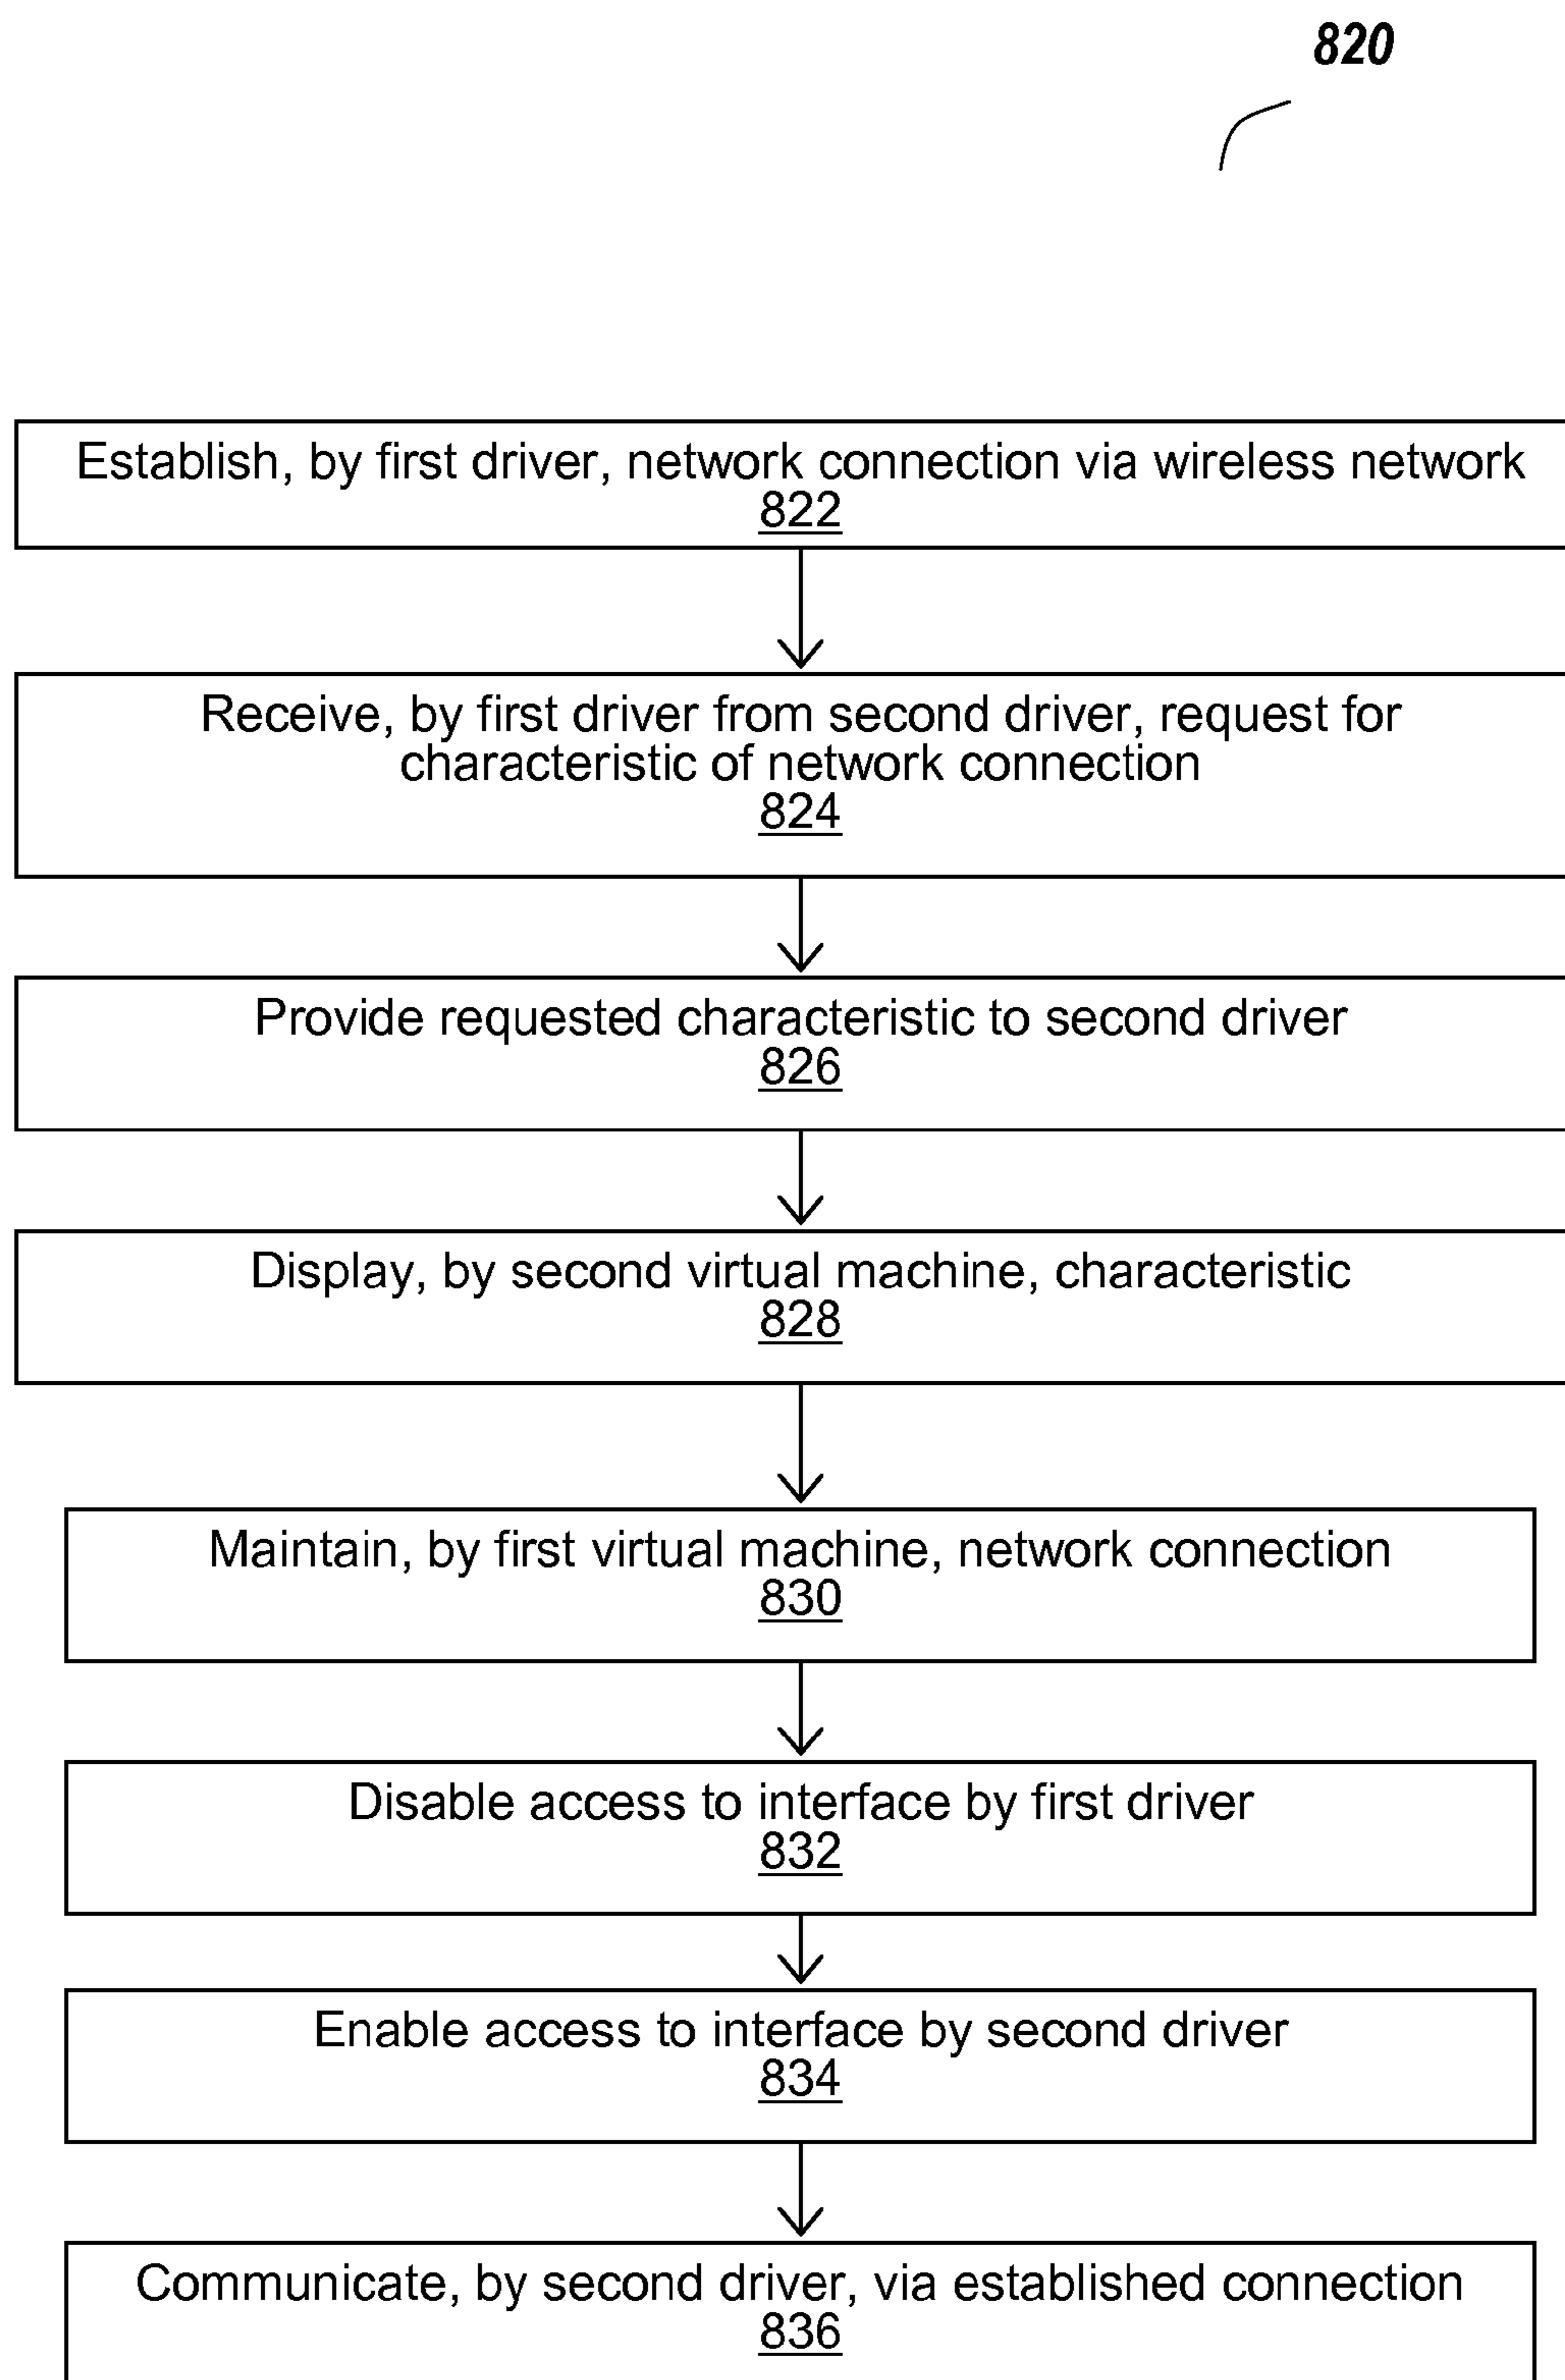 820
Establish, by first driver, network connection via wireless network
822
Receive, by first driver from second driver, request for
characteristic of network connection
824
Provide requested characteristic to second driver
826
Display, by second virtual machine, characteristic
828
Maintain, by first virtual machine, network connection
830
Disable access to interface by first driver
832
Enable access to interface by second driver
834
Communicate, by second driver, via established connection
836